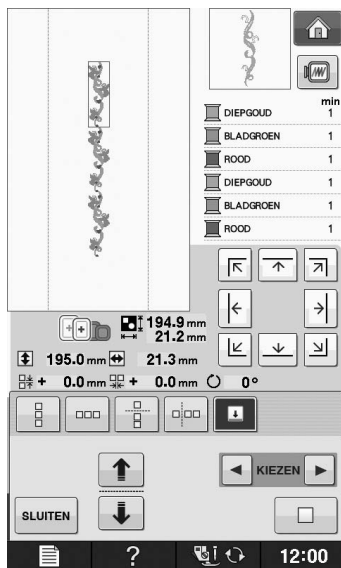 min
DIEPGOUD 1
BLADGROEN 1
ROOD 1
DIEPGOUD 1
BLADGROEN 1
ROOD 1
194.9 mm
21.2 mm
195.0 mm 21.3 mm
+ 0.0 mm + 0.0 mm 0°
KIEZEN
SLUITEN
? 12:00